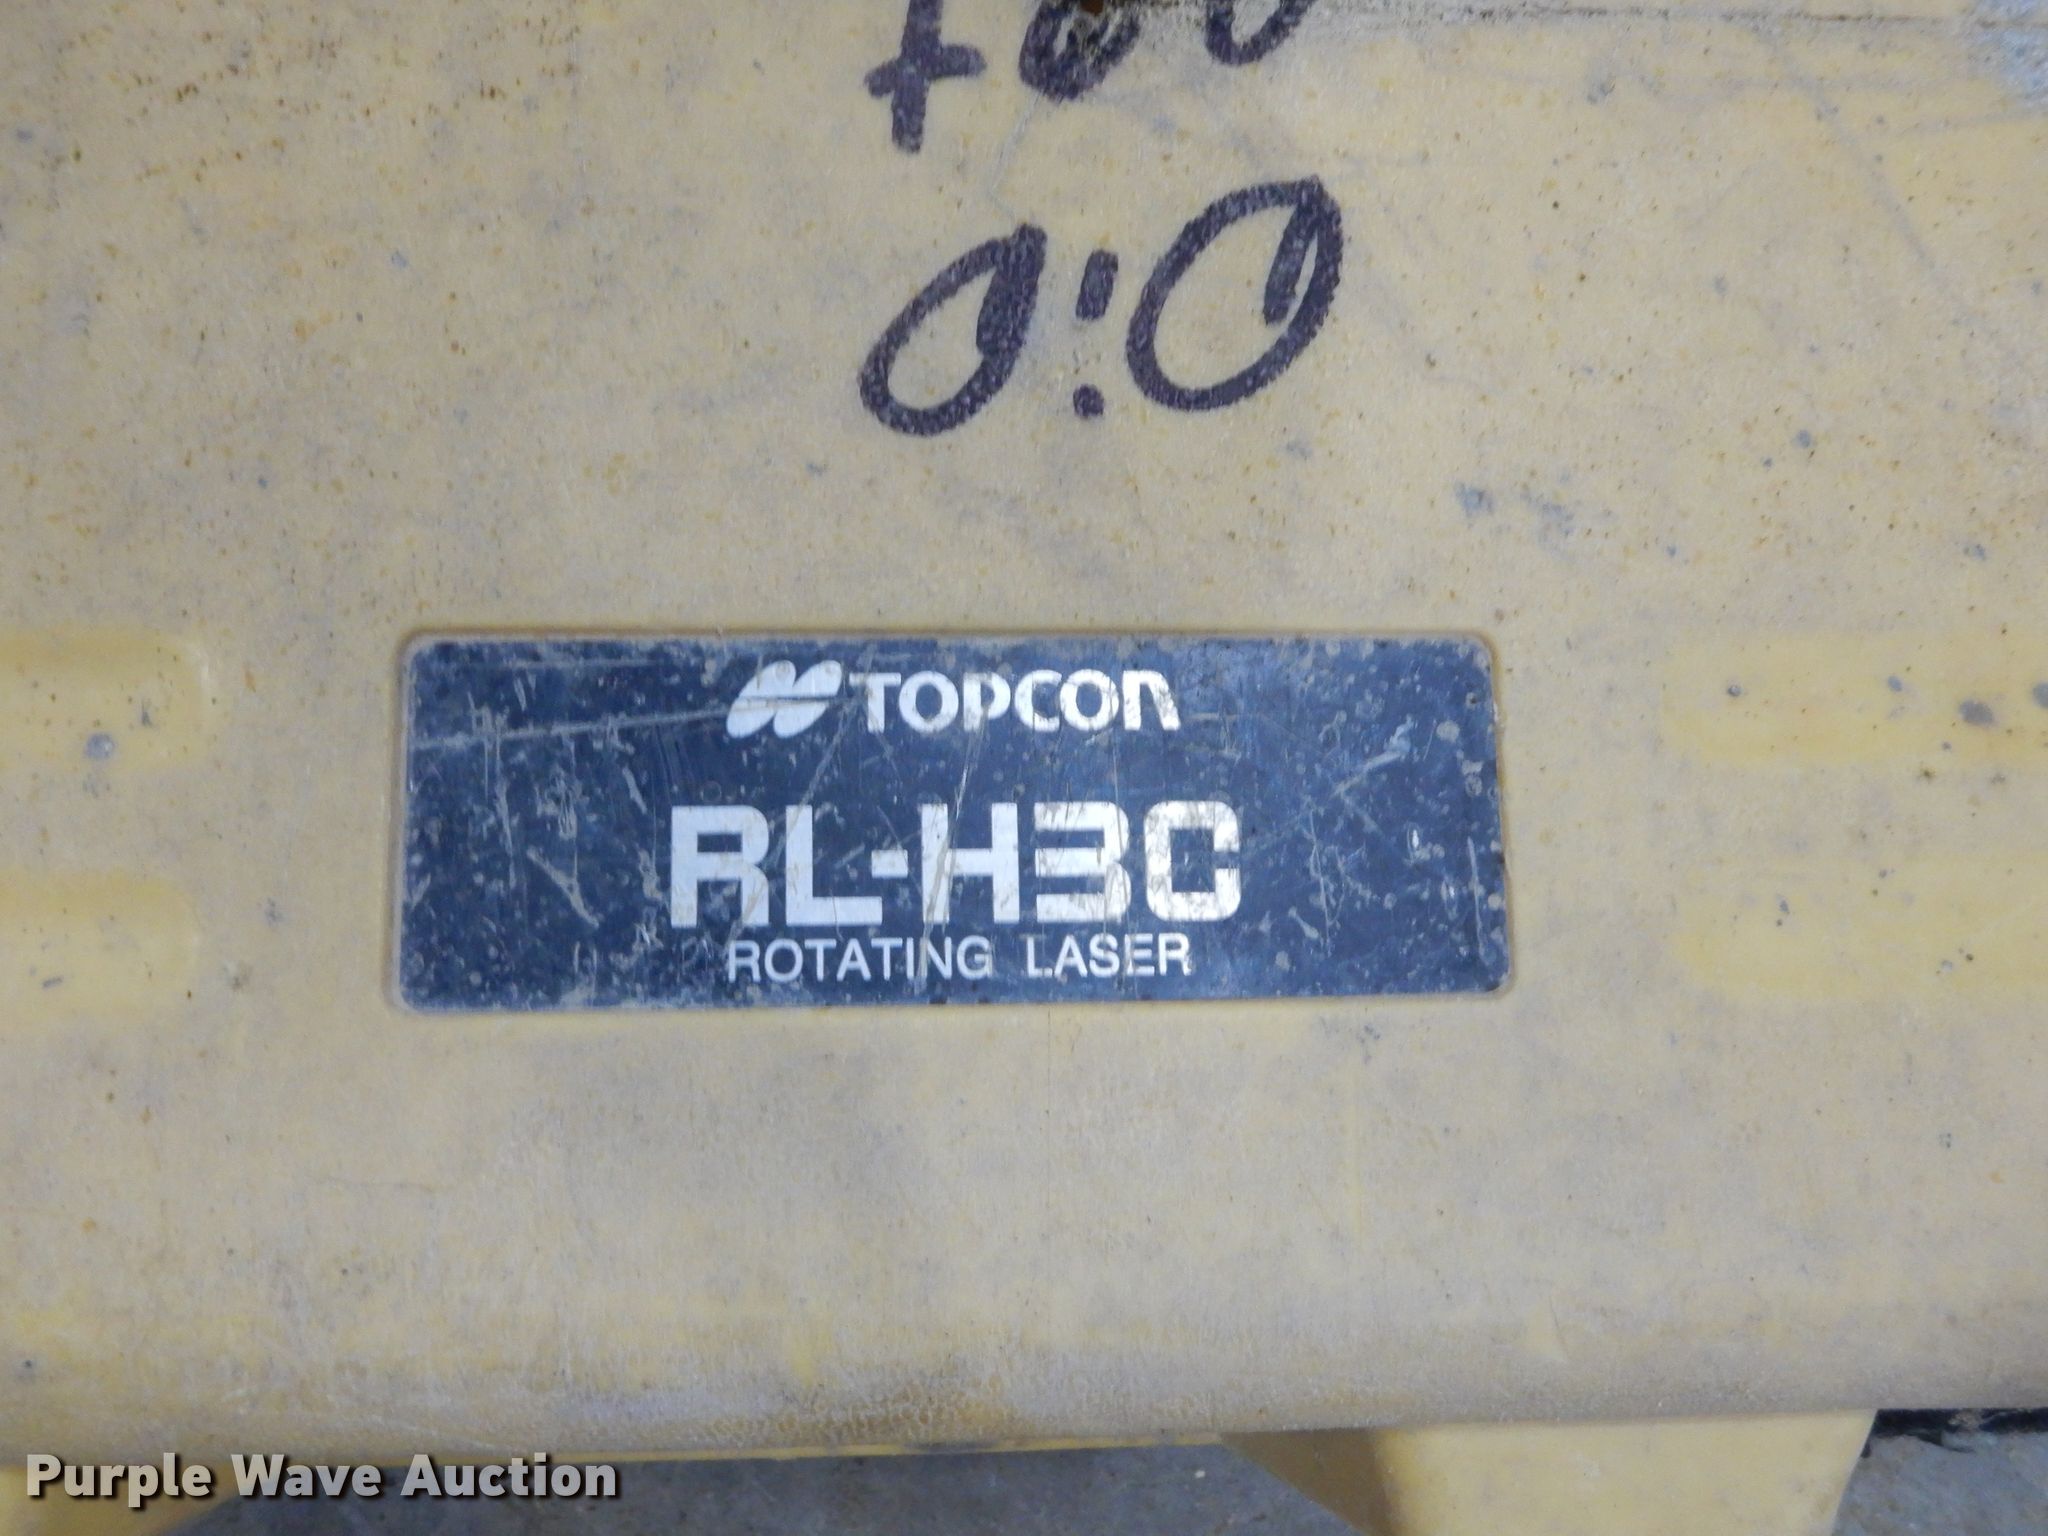 0:0
TOPCON
RL-H3C
ROTATING LASER
Purple Wave Auction